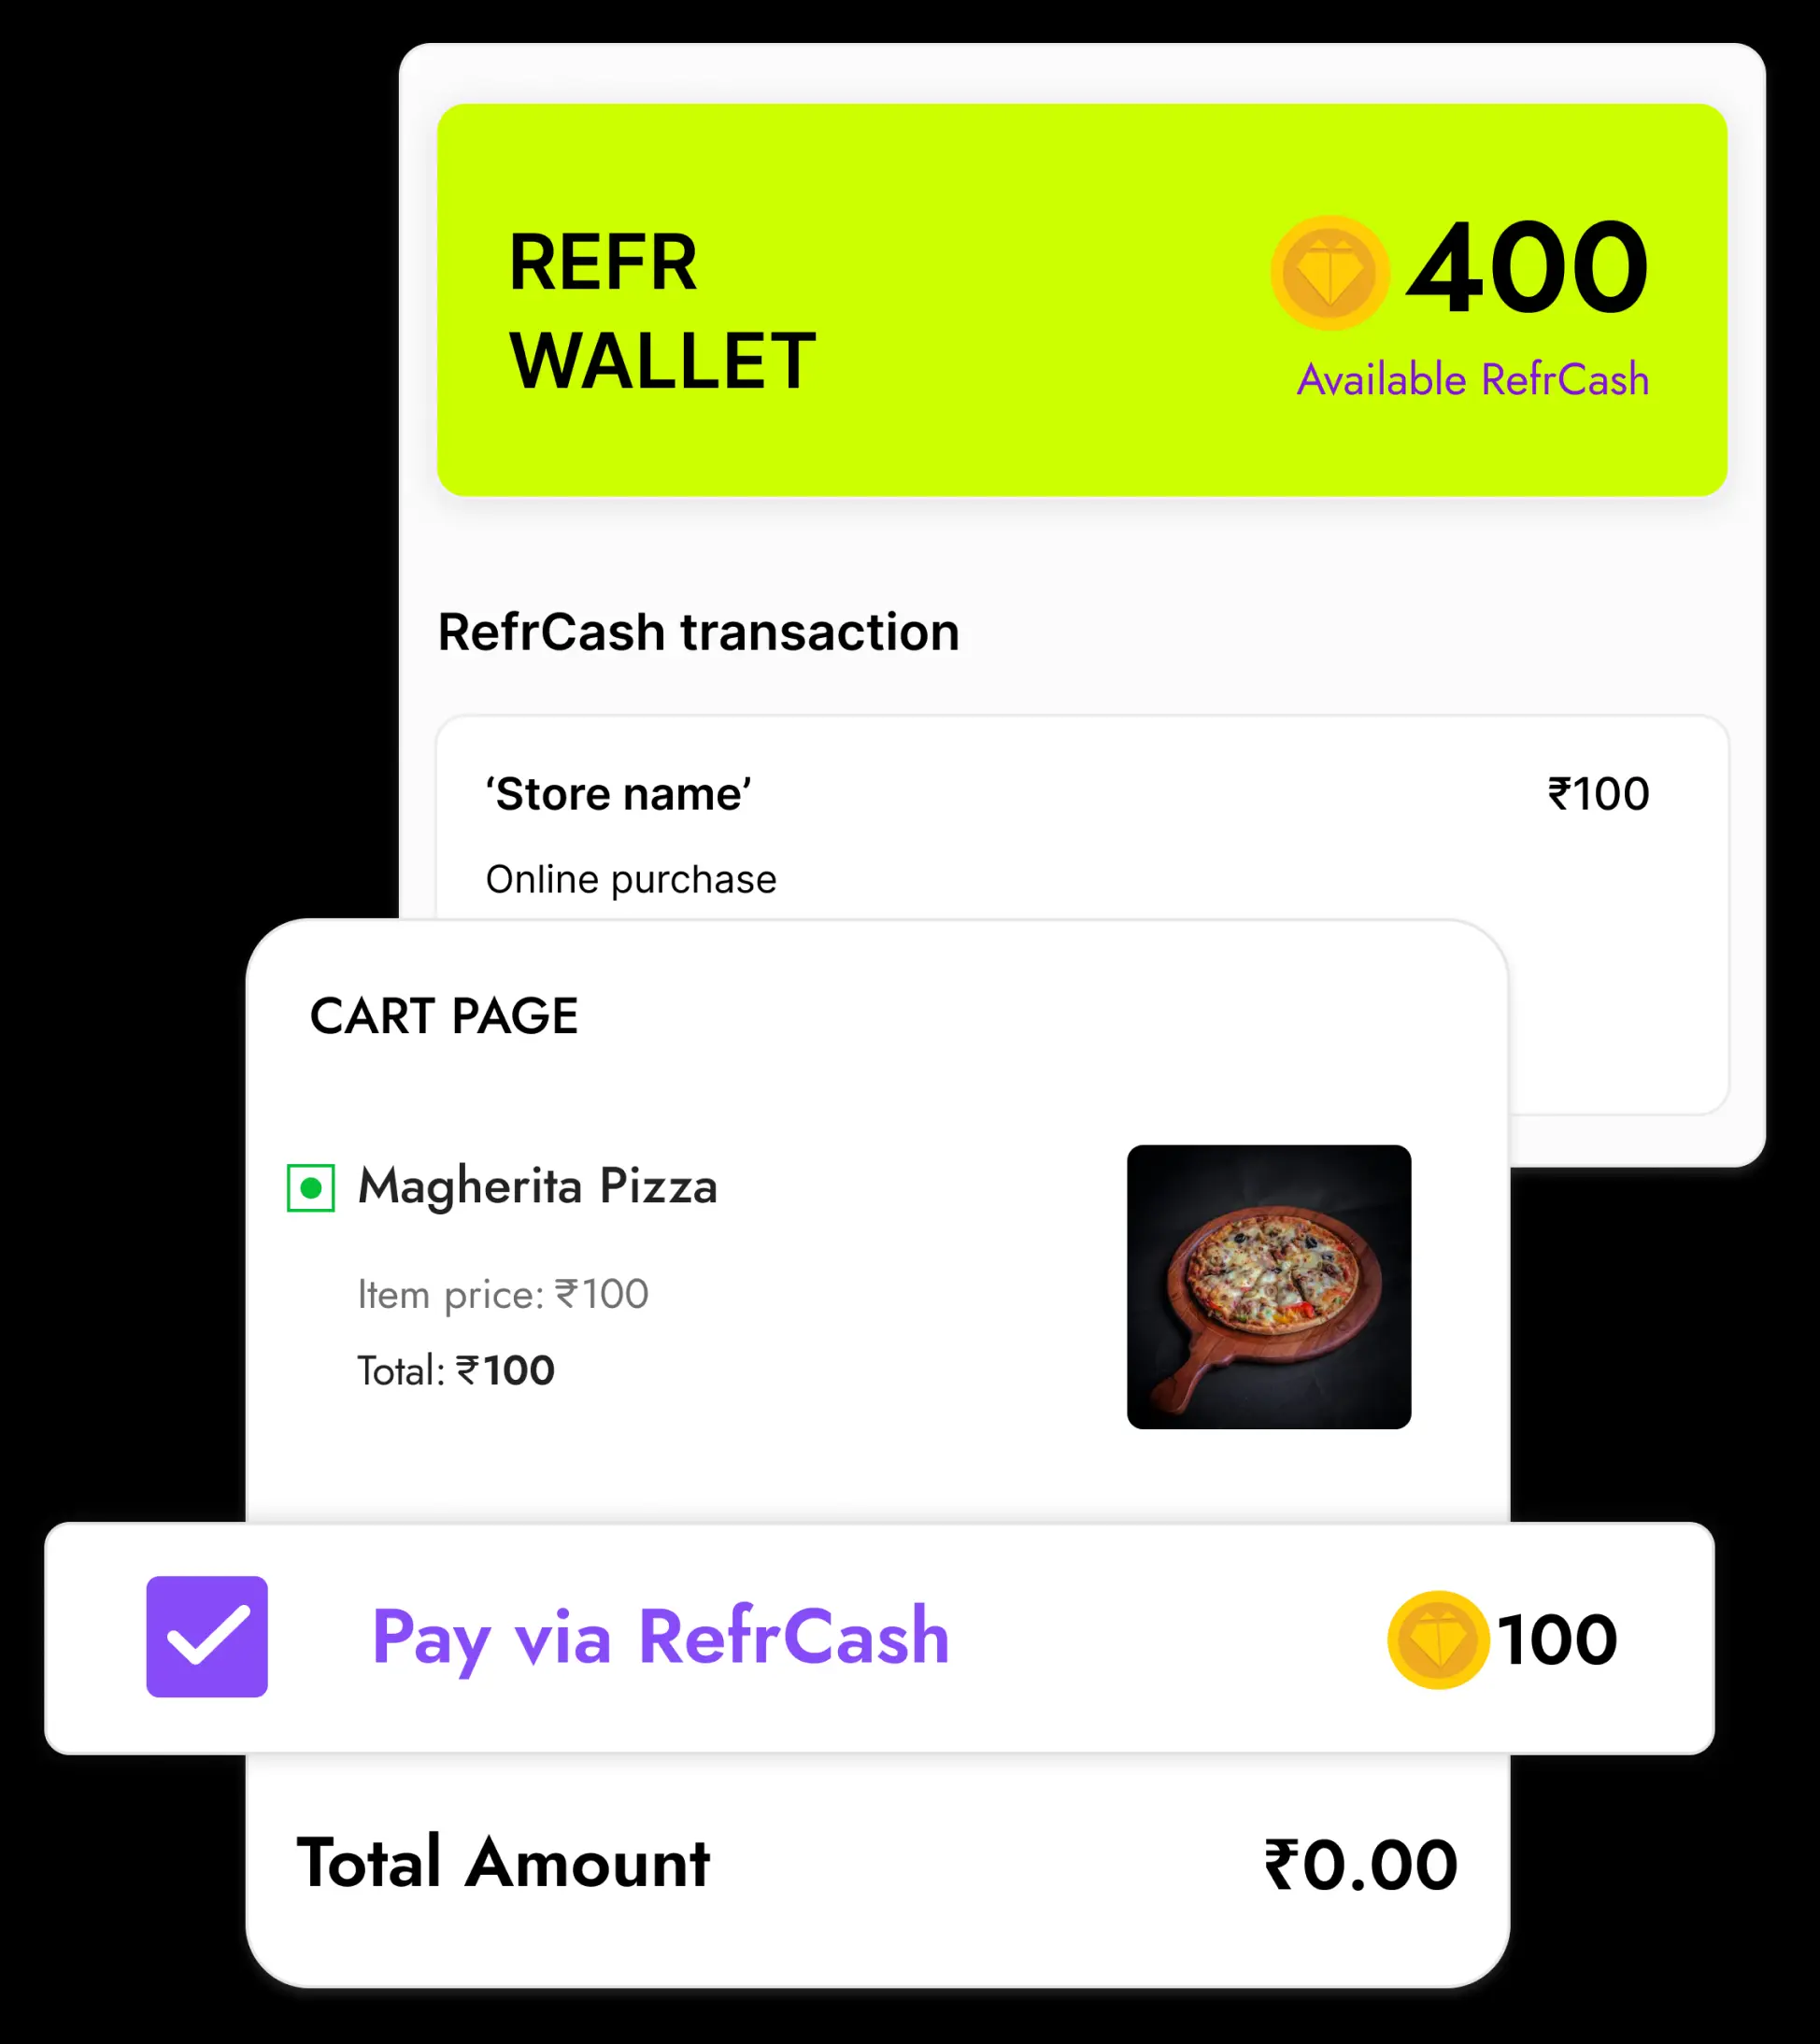 REFR
WALLET
400
Available RefrCash
RefrCash transaction
‘Store name’ ₹100
Online purchase
CART PAGE
Magherita Pizza
Item price: ₹100
Total: ₹100
Pay via RefrCash 100
Total Amount ₹0.00